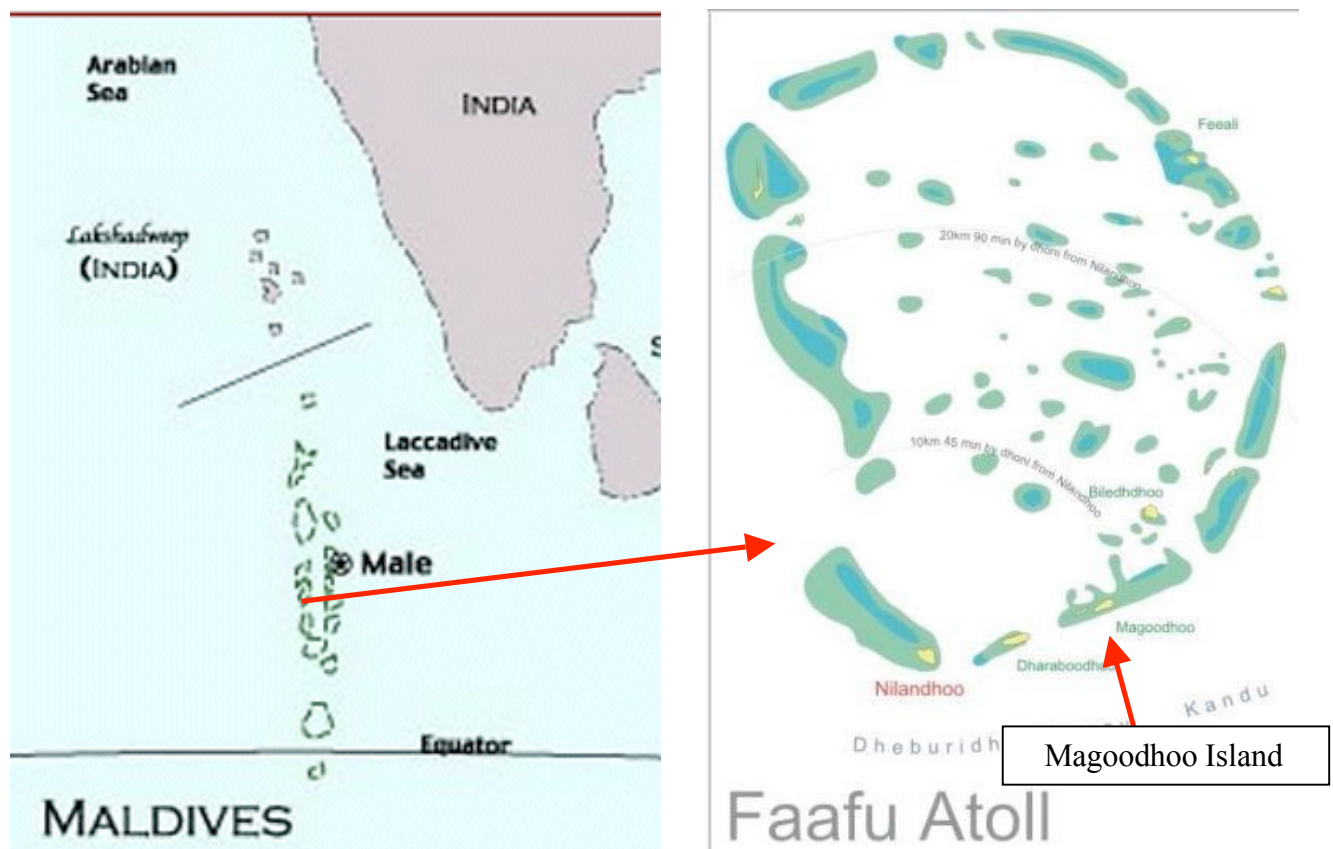 Arabian
Sea
INDIA
Lakshadweep
(INDIA)
S
Laccadive
Sea
Male
Equator
MALDIVES
Feeali
20km 90 min by dhoni from Nilandhoo
10km 45 min by dhoni from Nilandhoo
Biledhdhoo
Magoodhoo
Dharaboodhoo
Nilandhoo
Kandu
Magoodhoo Island
Faafu Atoll